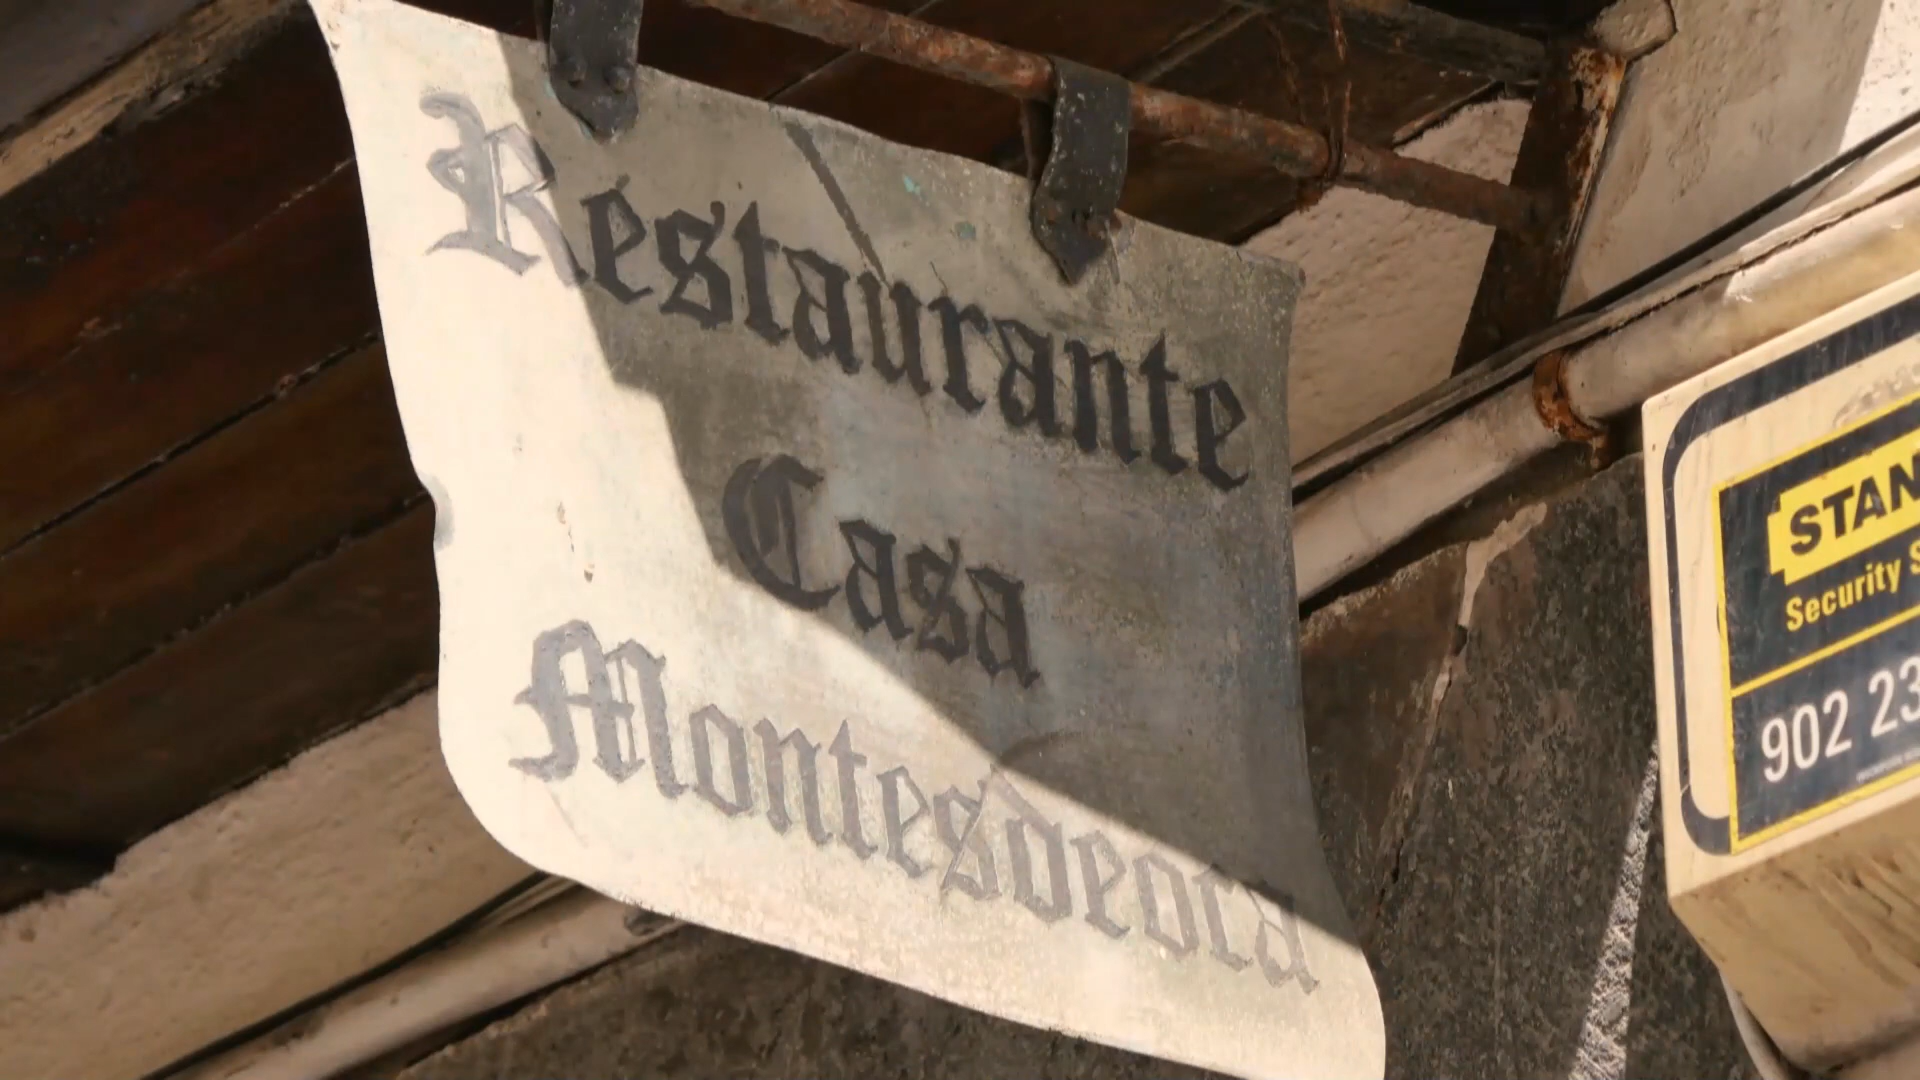 Restaurante
Casa
Montesdeoca
STAN
Security S
902 23